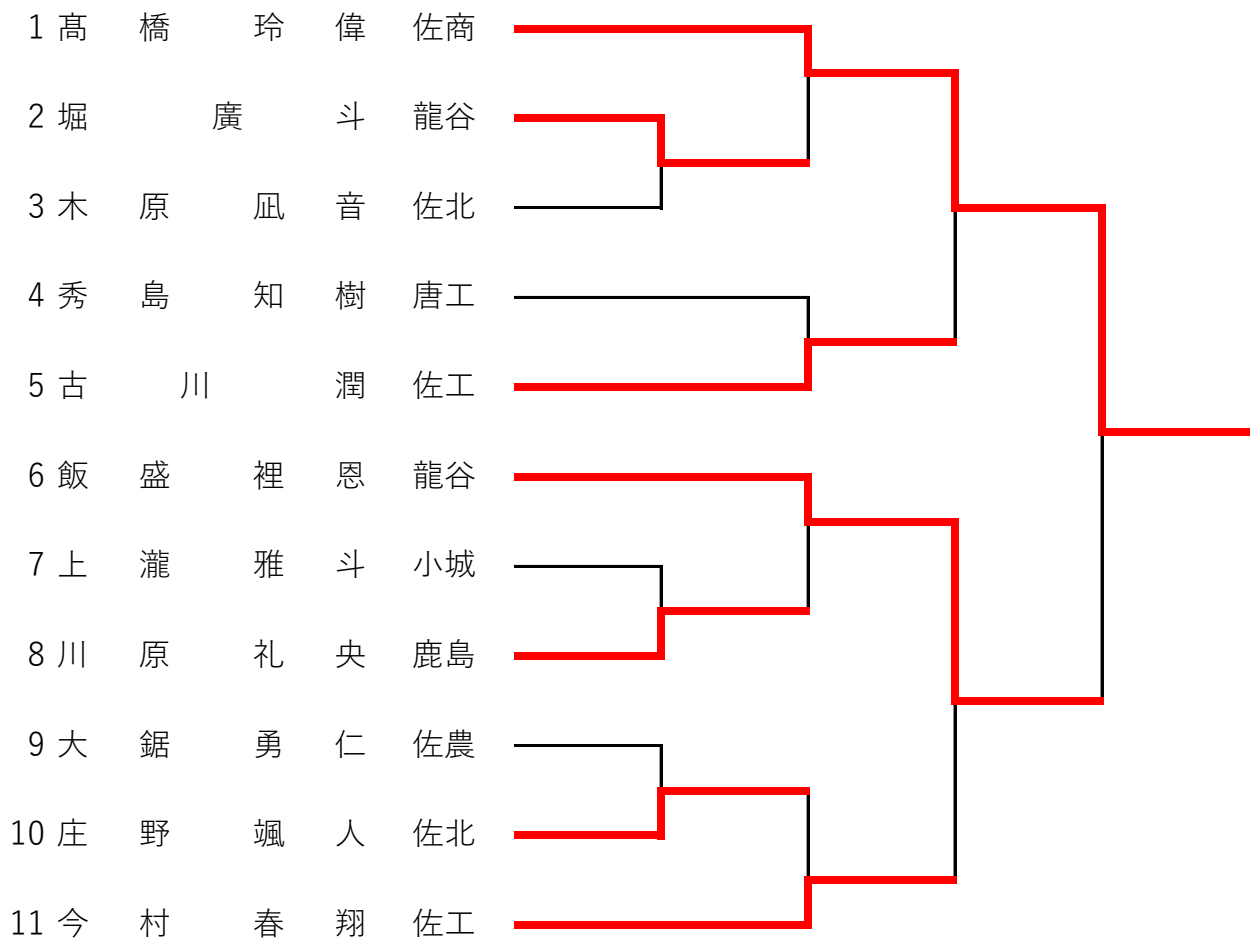 1 髙橋 玲偉 佐商
2 堀 廣斗 龍谷
3 木原 凪音 佐北
4 秀島 知樹 唐工
5 古川 潤 佐工
6 飯盛 裡恩 龍谷
7 上瀧 雅斗 小城
8 川原 礼央 鹿島
9 大鋸 勇仁 佐農
10 庄野 颯人 佐北
11 今村 春翔 佐工